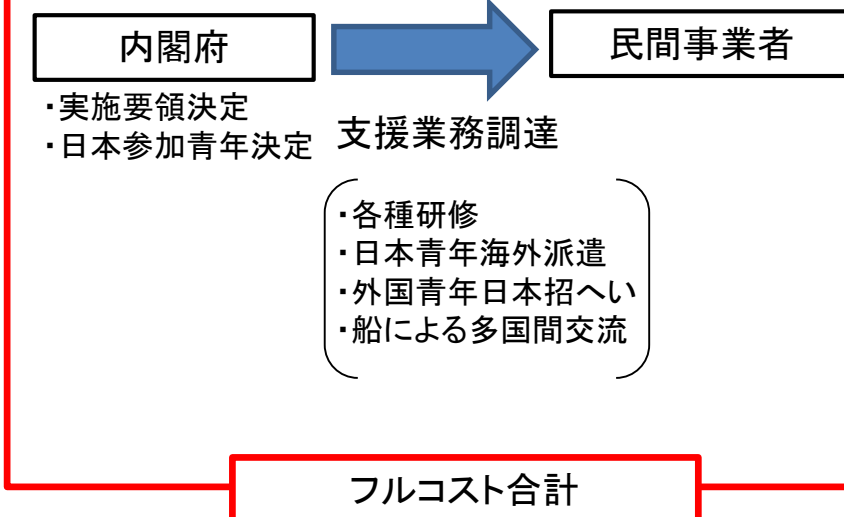 内閣府
民間事業者
・実施要領決定
・日本参加青年決定
支援業務調達
・各種研修
・日本青年海外派遣
・外国青年日本招へい
・船による多国間交流
フルコスト合計